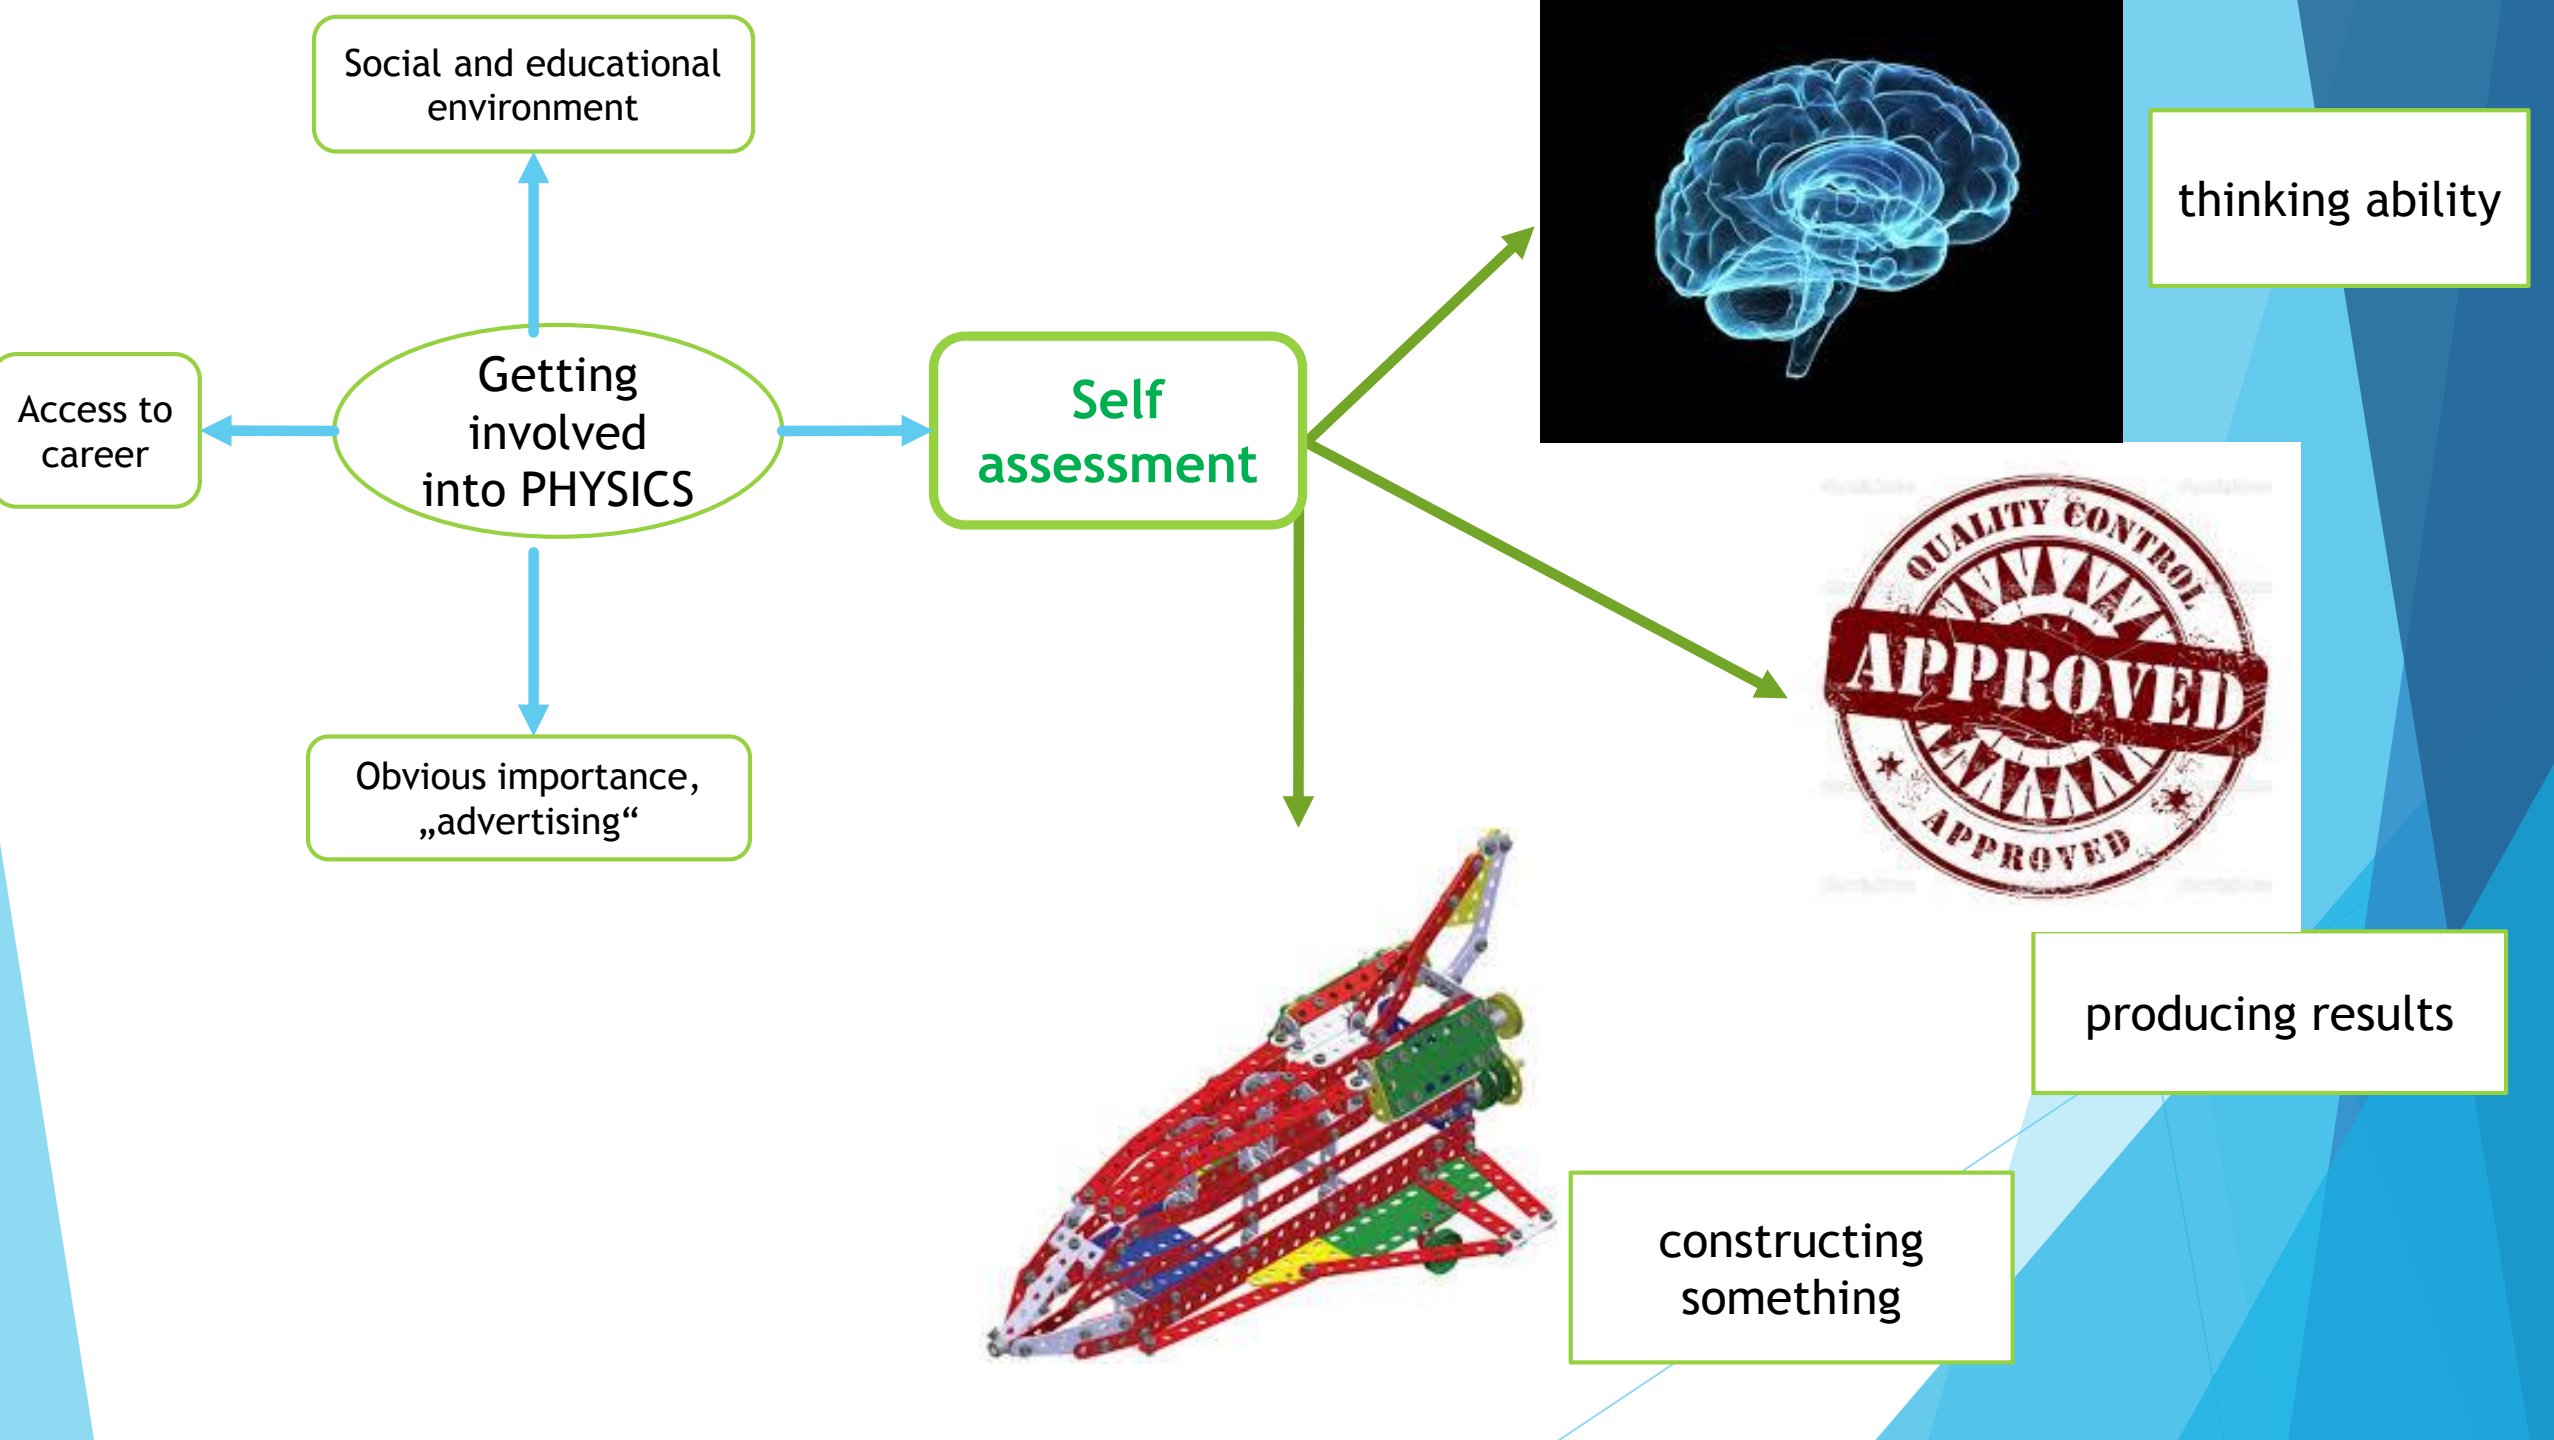 Social and educational
environment
thinking ability
Getting
involved
into PHYSICS
Access to
career
Self
assessment
QUALITY CONTROL
APPROVED
APPROVED
Obvious importance,
„advertising“
producing results
constructing
something